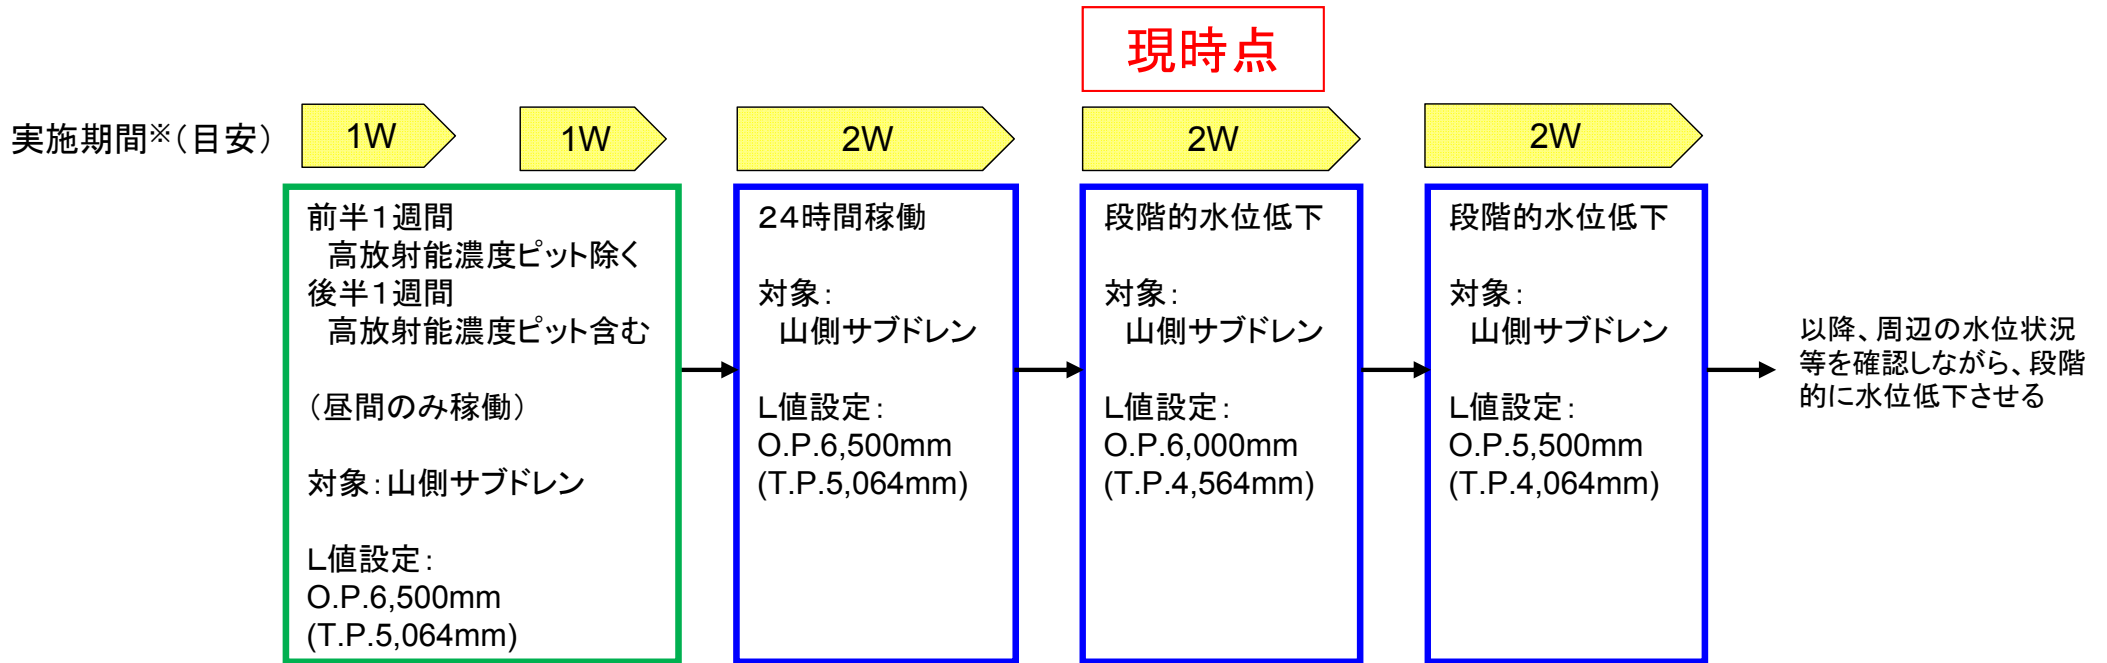 現時点
実施期間※(目安)
1W
1W
2W
2W
2W
前半1週間
高放射能濃度ピット除く
後半1週間
高放射能濃度ピット含む
(昼間のみ稼働)
対象:山側サブドレン
L値設定:
O.P.6,500mm
(T.P.5,064mm)
24時間稼働
対象:
山側サブドレン
L値設定:
O.P.6,500mm
(T.P.5,064mm)
段階的水位低下
対象:
山側サブドレン
L値設定:
O.P.6,000mm
(T.P.4,564mm)
段階的水位低下
対象:
山側サブドレン
L値設定:
O.P.5,500mm
(T.P.4,064mm)
以降、周辺の水位状況
等を確認しながら、段階
的に水位低下させる